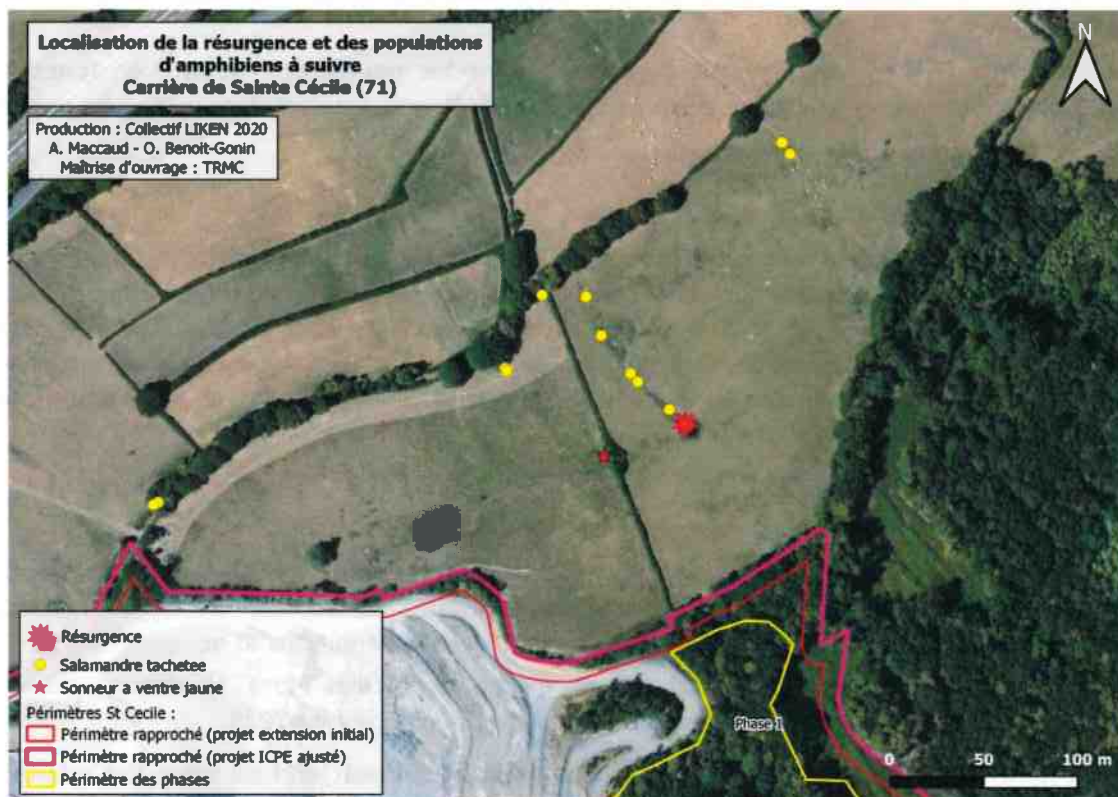 Localisation de la résurgence et des populations
d'amphibiens à suivre
Carrière de Sainte Cécile (71)
Production : Collectif LIKEN 2020
A. Maccaud - O. Benoit-Gonin
Maîtrise d'ouvrage : TRMC
N
Phase 1
Résurgence
Salamandre tachetee
Sonneur a ventre jaune
Périmètres St Cecile :
Périmètre rapproché (projet extension initial)
Périmètre rapproché (projet ICPE ajusté)
Périmètre des phases
0 50 100 m